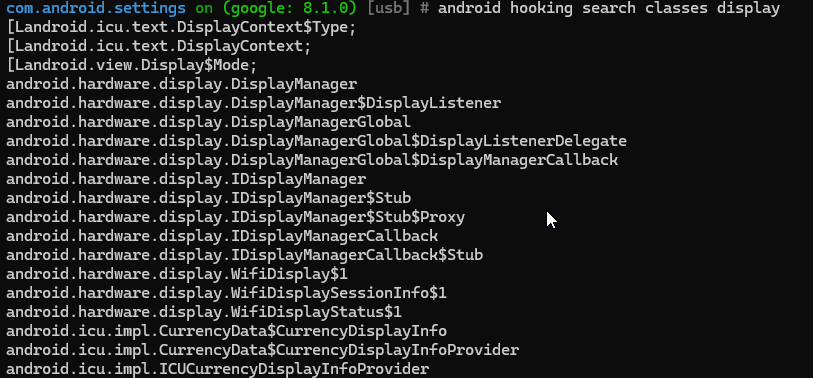 com.android.settings on (google: 8.1.0) [usb] # android hooking search classes display
[Landroid.icu.text.DisplayContext$Type;
[Landroid.icu.text.DisplayContext;
[Landroid.view.Display$Mode;
android.hardware.display.DisplayManager
android.hardware.display.DisplayManager$DisplayListener
android.hardware.display.DisplayManagerGlobal
android.hardware.display.DisplayManagerGlobal$DisplayListenerDelegate
android.hardware.display.DisplayManagerGlobal$DisplayManagerCallback
android.hardware.display.IDisplayManager
android.hardware.display.IDisplayManager$Stub
android.hardware.display.IDisplayManager$Stub$Proxy
android.hardware.display.IDisplayManagerCallback
android.hardware.display.IDisplayManagerCallback$Stub
android.hardware.display.WifiDisplay$1
android.hardware.display.WifiDisplaySessionInfo$1
android.hardware.display.WifiDisplayStatus$1
android.icu.impl.CurrencyData$CurrencyDisplayInfo
android.icu.impl.CurrencyData$CurrencyDisplayInfoProvider
android.icu.impl.ICUCurrencyDisplayInfoProvider